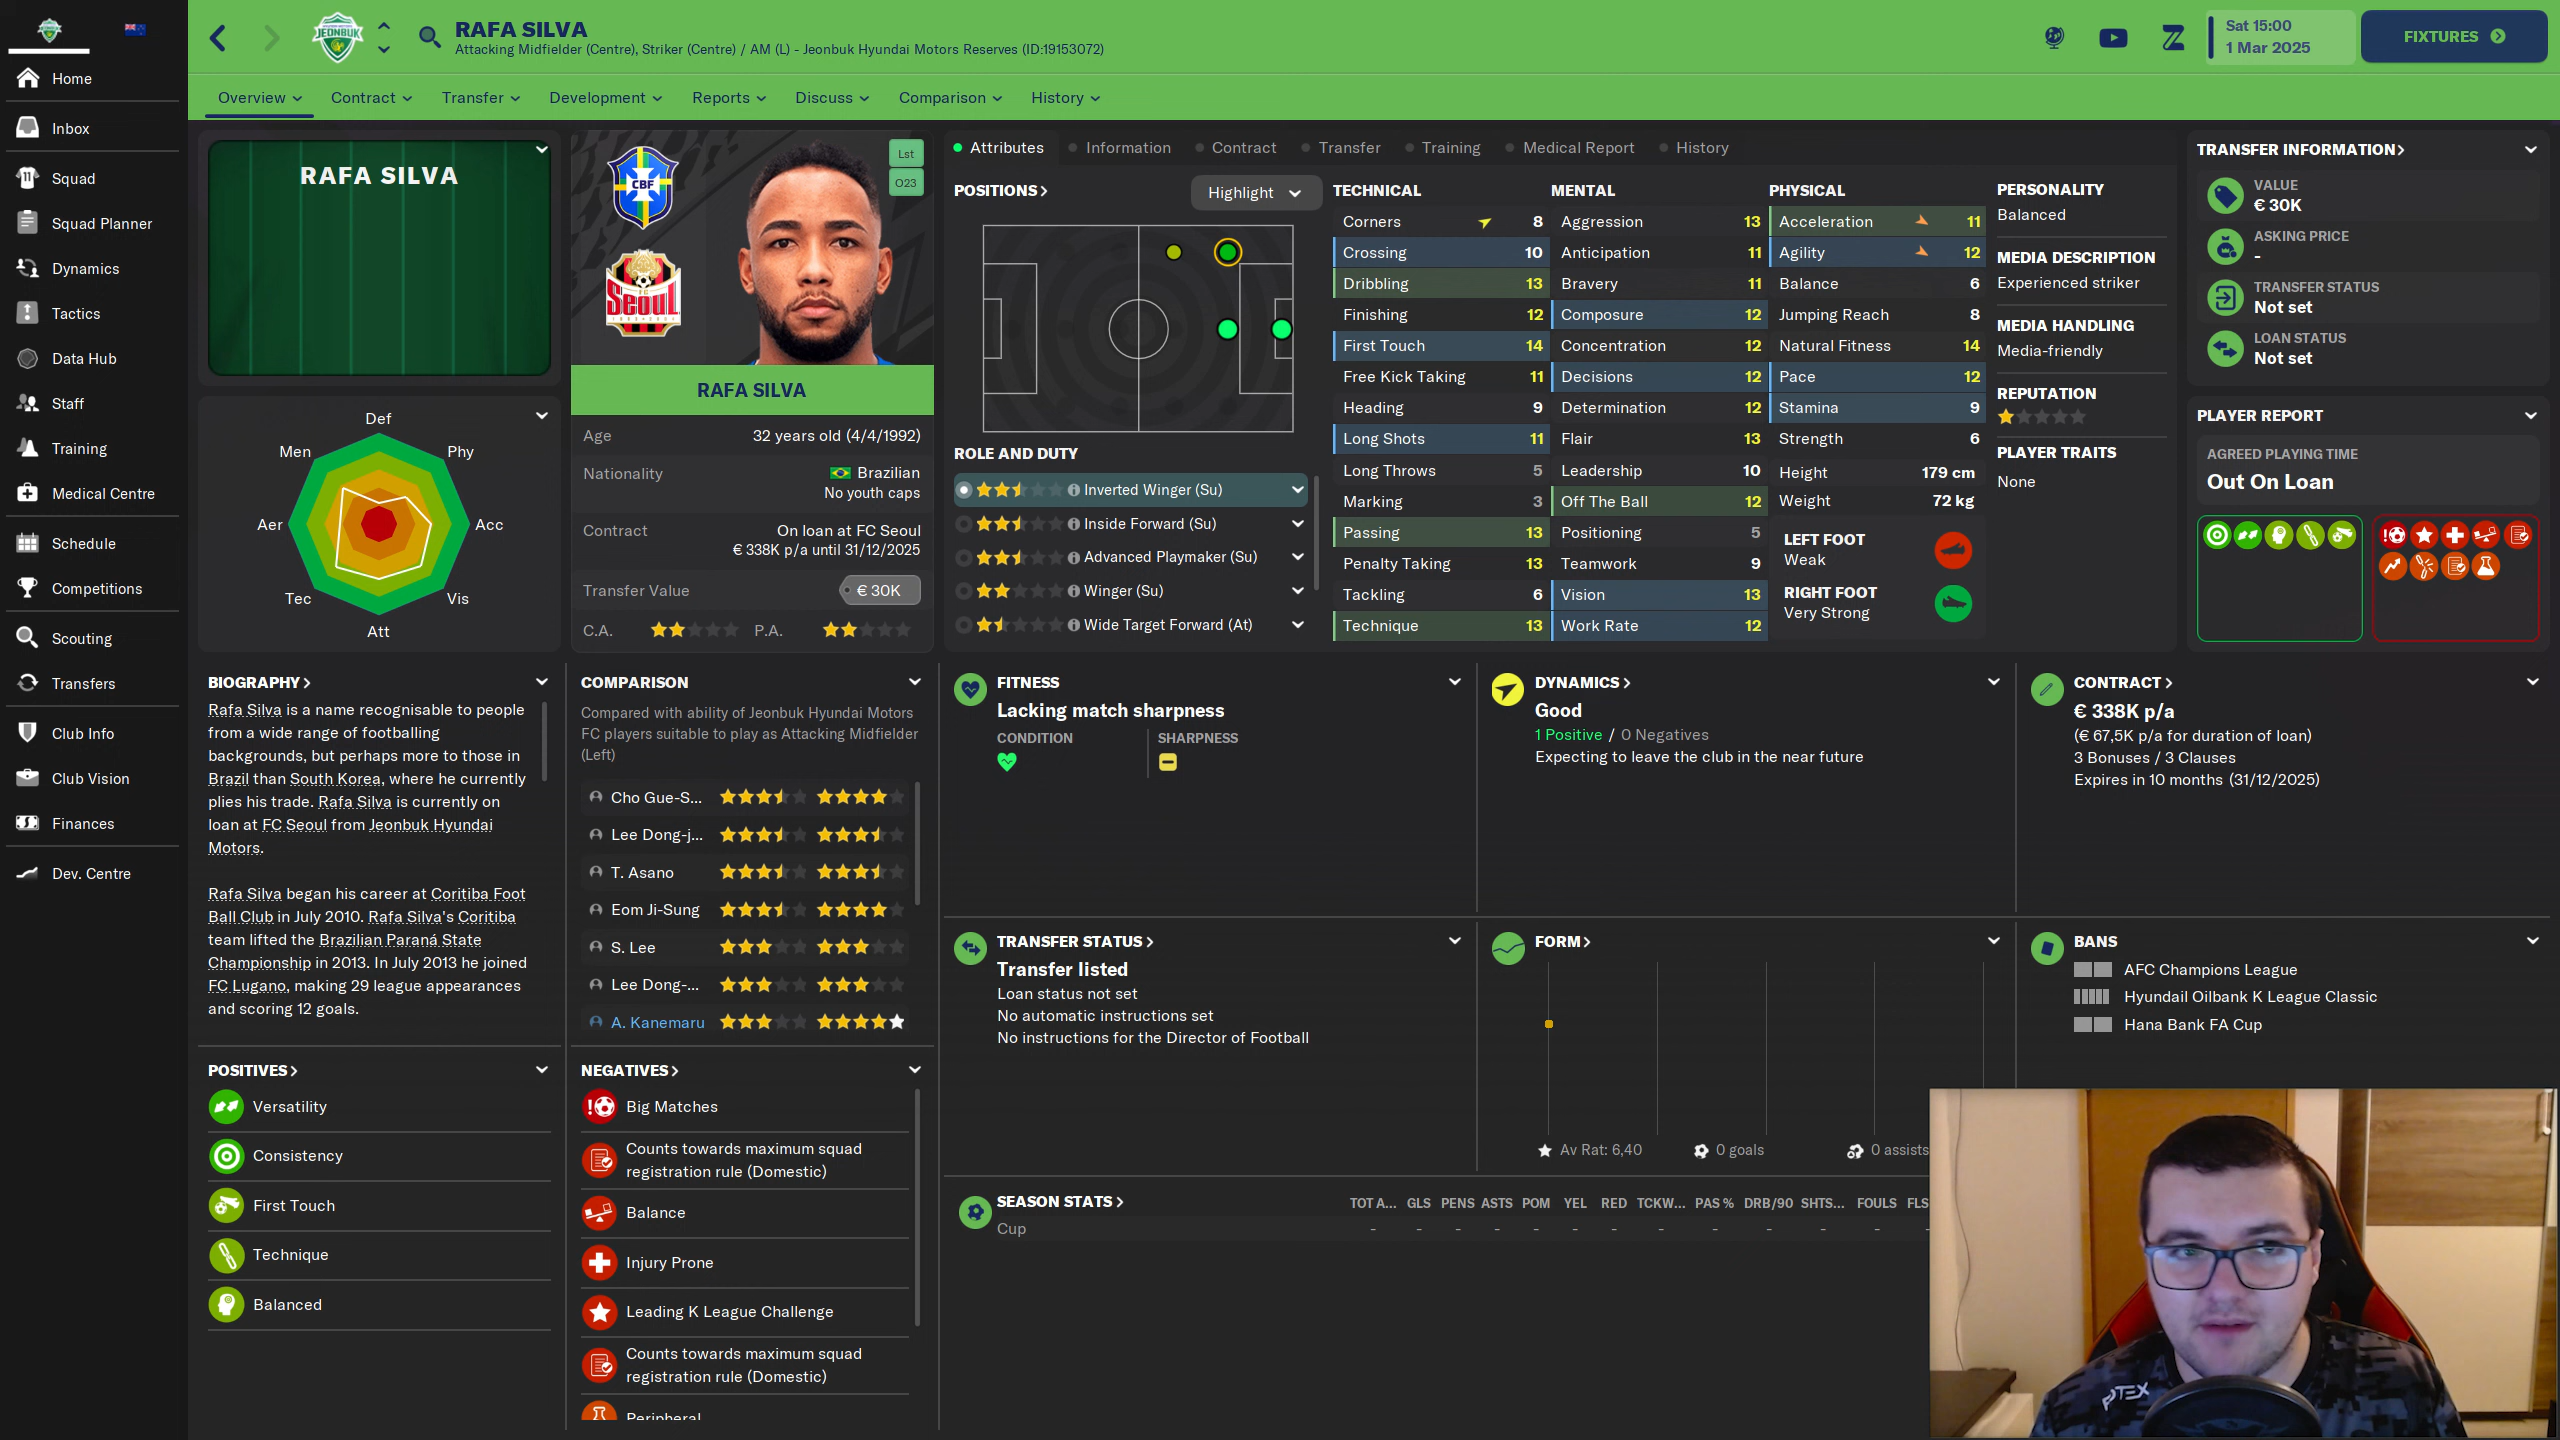 Home
Inbox
Squad
Squad Planner
Dynamics
Tactics
Data Hub
Staff
Training
Medical Centre
Schedule
Competitions
Scouting
Transfers
Club Info
Club Vision
Finances
Dev. Centre
JEONBUK
RAFA SILVA
Attacking Midfielder (Centre), Striker (Centre) / AM (L) - Jeonbuk Hyundai Motors Reserves (ID:19153072)
Sat 15:00
1 Mar 2025
FIXTURES
Overview
Contract
Transfer
Development
Reports
Discuss
Comparison
History
RAFA SILVA
Def
Men
Phy
Aer
Acc
Tec
Vis
Att
CBF
FC
Seoul
Lst
O23
RAFA SILVA
Age 32 years old (4/4/1992)
Nationality Brazilian
No youth caps
Contract On loan at FC Seoul
€ 338K p/a until 31/12/2025
Transfer Value € 30K
C.A. P.A.
Attributes
Information
Contract
Transfer
Training
Medical Report
History
POSITIONS
Highlight
ROLE AND DUTY
Inverted Winger (Su)
Inside Forward (Su)
Advanced Playmaker (Su)
Winger (Su)
Wide Target Forward (At)
TECHNICAL
Corners 8
Crossing 10
Dribbling 13
Finishing 12
First Touch 14
Free Kick Taking 11
Heading 9
Long Shots 11
Long Throws 5
Marking 3
Passing 13
Penalty Taking 13
Tackling 6
Technique 13
MENTAL
Aggression 13
Anticipation 11
Bravery 11
Composure 12
Concentration 12
Decisions 12
Determination 12
Flair 13
Leadership 10
Off The Ball 12
Positioning 5
Teamwork 9
Vision 13
Work Rate 12
PHYSICAL
Acceleration 11
Agility 12
Balance 6
Jumping Reach 8
Natural Fitness 14
Pace 12
Stamina 9
Strength 6
Height 179 cm
Weight 72 kg
LEFT FOOT
Weak
RIGHT FOOT
Very Strong
PERSONALITY
Balanced
MEDIA DESCRIPTION
Experienced striker
MEDIA HANDLING
Media-friendly
REPUTATION
PLAYER TRAITS
None
TRANSFER INFORMATION
VALUE
€ 30K
ASKING PRICE
-
TRANSFER STATUS
Not set
LOAN STATUS
Not set
PLAYER REPORT
AGREED PLAYING TIME
Out On Loan
BIOGRAPHY
Rafa Silva is a name recognisable to people
from a wide range of footballing
backgrounds, but perhaps more to those in
Brazil than South Korea, where he currently
plies his trade. Rafa Silva is currently on
loan at FC Seoul from Jeonbuk Hyundai
Motors.
Rafa Silva began his career at Coritiba Foot
Ball Club in July 2010. Rafa Silva's Coritiba
team lifted the Brazilian Paraná State
Championship in 2013. In July 2013 he joined
FC Lugano, making 29 league appearances
and scoring 12 goals.
COMPARISON
Compared with ability of Jeonbuk Hyundai Motors
FC players suitable to play as Attacking Midfielder
(Left)
Cho Gue-S...
Lee Dong-j...
T. Asano
Eom Ji-Sung
S. Lee
Lee Dong-...
A. Kanemaru
FITNESS
Lacking match sharpness
CONDITION
SHARPNESS
DYNAMICS
Good
1 Positive / 0 Negatives
Expecting to leave the club in the near future
CONTRACT
€ 338K p/a
(€ 67,5K p/a for duration of loan)
3 Bonuses / 3 Clauses
Expires in 10 months (31/12/2025)
TRANSFER STATUS
Transfer listed
Loan status not set
No automatic instructions set
No instructions for the Director of Football
FORM
Av Rat: 6,40
0 goals
0 assists
BANS
AFC Champions League
Hyundail Oilbank K League Classic
Hana Bank FA Cup
POSITIVES
Versatility
Consistency
First Touch
Technique
Balanced
NEGATIVES
Big Matches
Counts towards maximum squad
registration rule (Domestic)
Balance
Injury Prone
Leading K League Challenge
Counts towards maximum squad
registration rule (Domestic)
Peripheral
SEASON STATS
TOT A... GLS PENS ASTS POM YEL RED TCKW... PAS % DRB/90 SHTS... FOULS FLS
Cup - - - - - - - - - - - - -